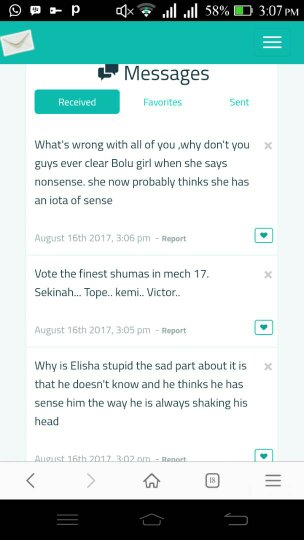 58% 3:07 PM
Messages
Received Favorites Sent
What's wrong with all of you ,why don't you
guys ever clear Bolu girl when she says
nonsense. she now probably thinks she has
an iota of sense
August 16th 2017, 3:06 pm - Report
Vote the finest shumas in mech 17.
Sekinah... Tope.. kemi.. Victor..
August 16th 2017, 3:05 pm - Report
Why is Elisha stupid the sad part about it is
that he doesn't know and he thinks he has
sense him the way he is always shaking his
head
August 16th 2017, 3:02 pm - Report
18